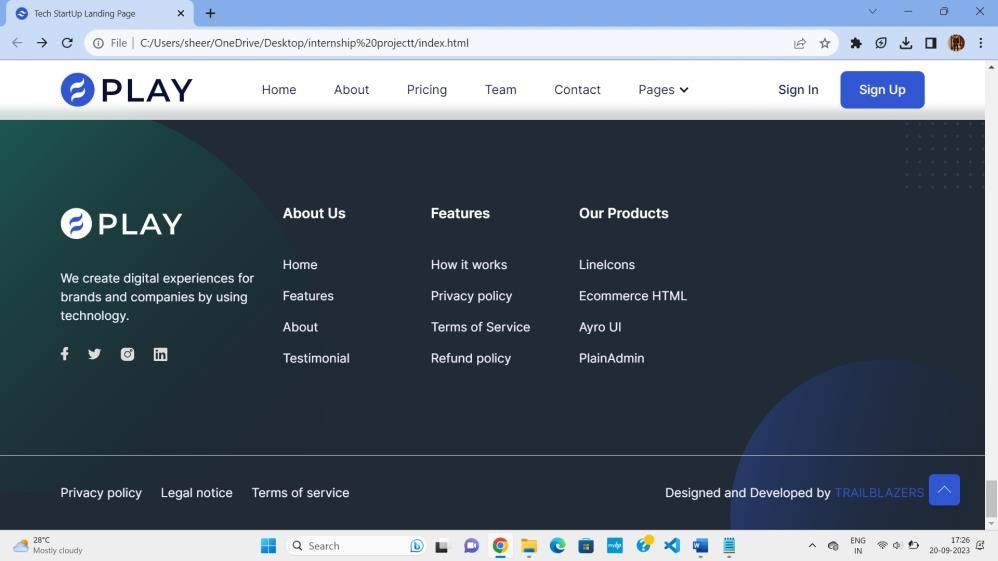 Tech StartUp Landing Page
File | C:/Users/sheer/OneDrive/Desktop/internship%20projectt/index.html
PLAY Home About Pricing Team Contact Pages Sign In Sign Up
PLAY
We create digital experiences for
brands and companies by using
technology.
About Us
Home
Features
About
Testimonial
Features
How it works
Privacy policy
Terms of Service
Refund policy
Our Products
LineIcons
Ecommerce HTML
Ayro UI
PlainAdmin
Privacy policy Legal notice Terms of service
Designed and Developed by TRAILBLAZERS
28°C
Mostly cloudy
Search
ENG
IN
17:26
20-09-2023